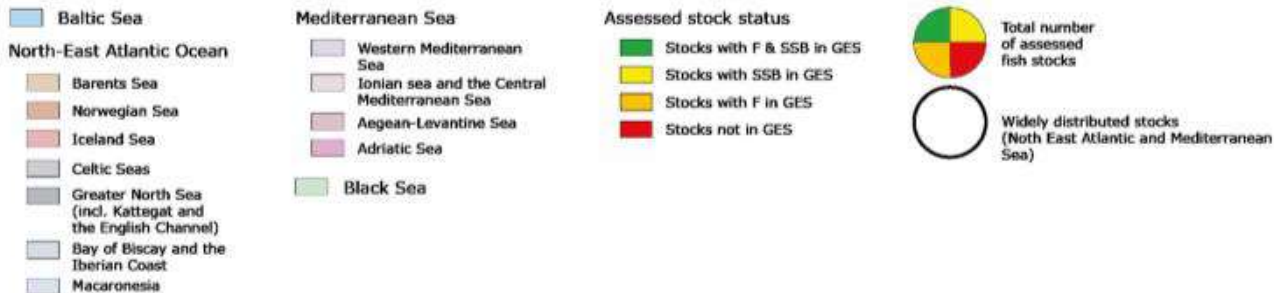 Baltic Sea
North-East Atlantic Ocean
Barents Sea
Norwegian Sea
Iceland Sea
Celtic Seas
Greater North Sea
(incl. Kattegat and
the English Channel)
Bay of Biscay and the
Iberian Coast
Macaronesia
Mediterranean Sea
Western Mediterranean
Sea
Ionian sea and the Central
Mediterranean Sea
Aegean-Levantine Sea
Adriatic Sea
Black Sea
Assessed stock status
Stocks with F & SSB in GES
Stocks with SSB in GES
Stocks with F in GES
Stocks not in GES
Total number
of assessed
fish stocks
Widely distributed stocks
(Noth East Atlantic and Mediterranean
Sea)